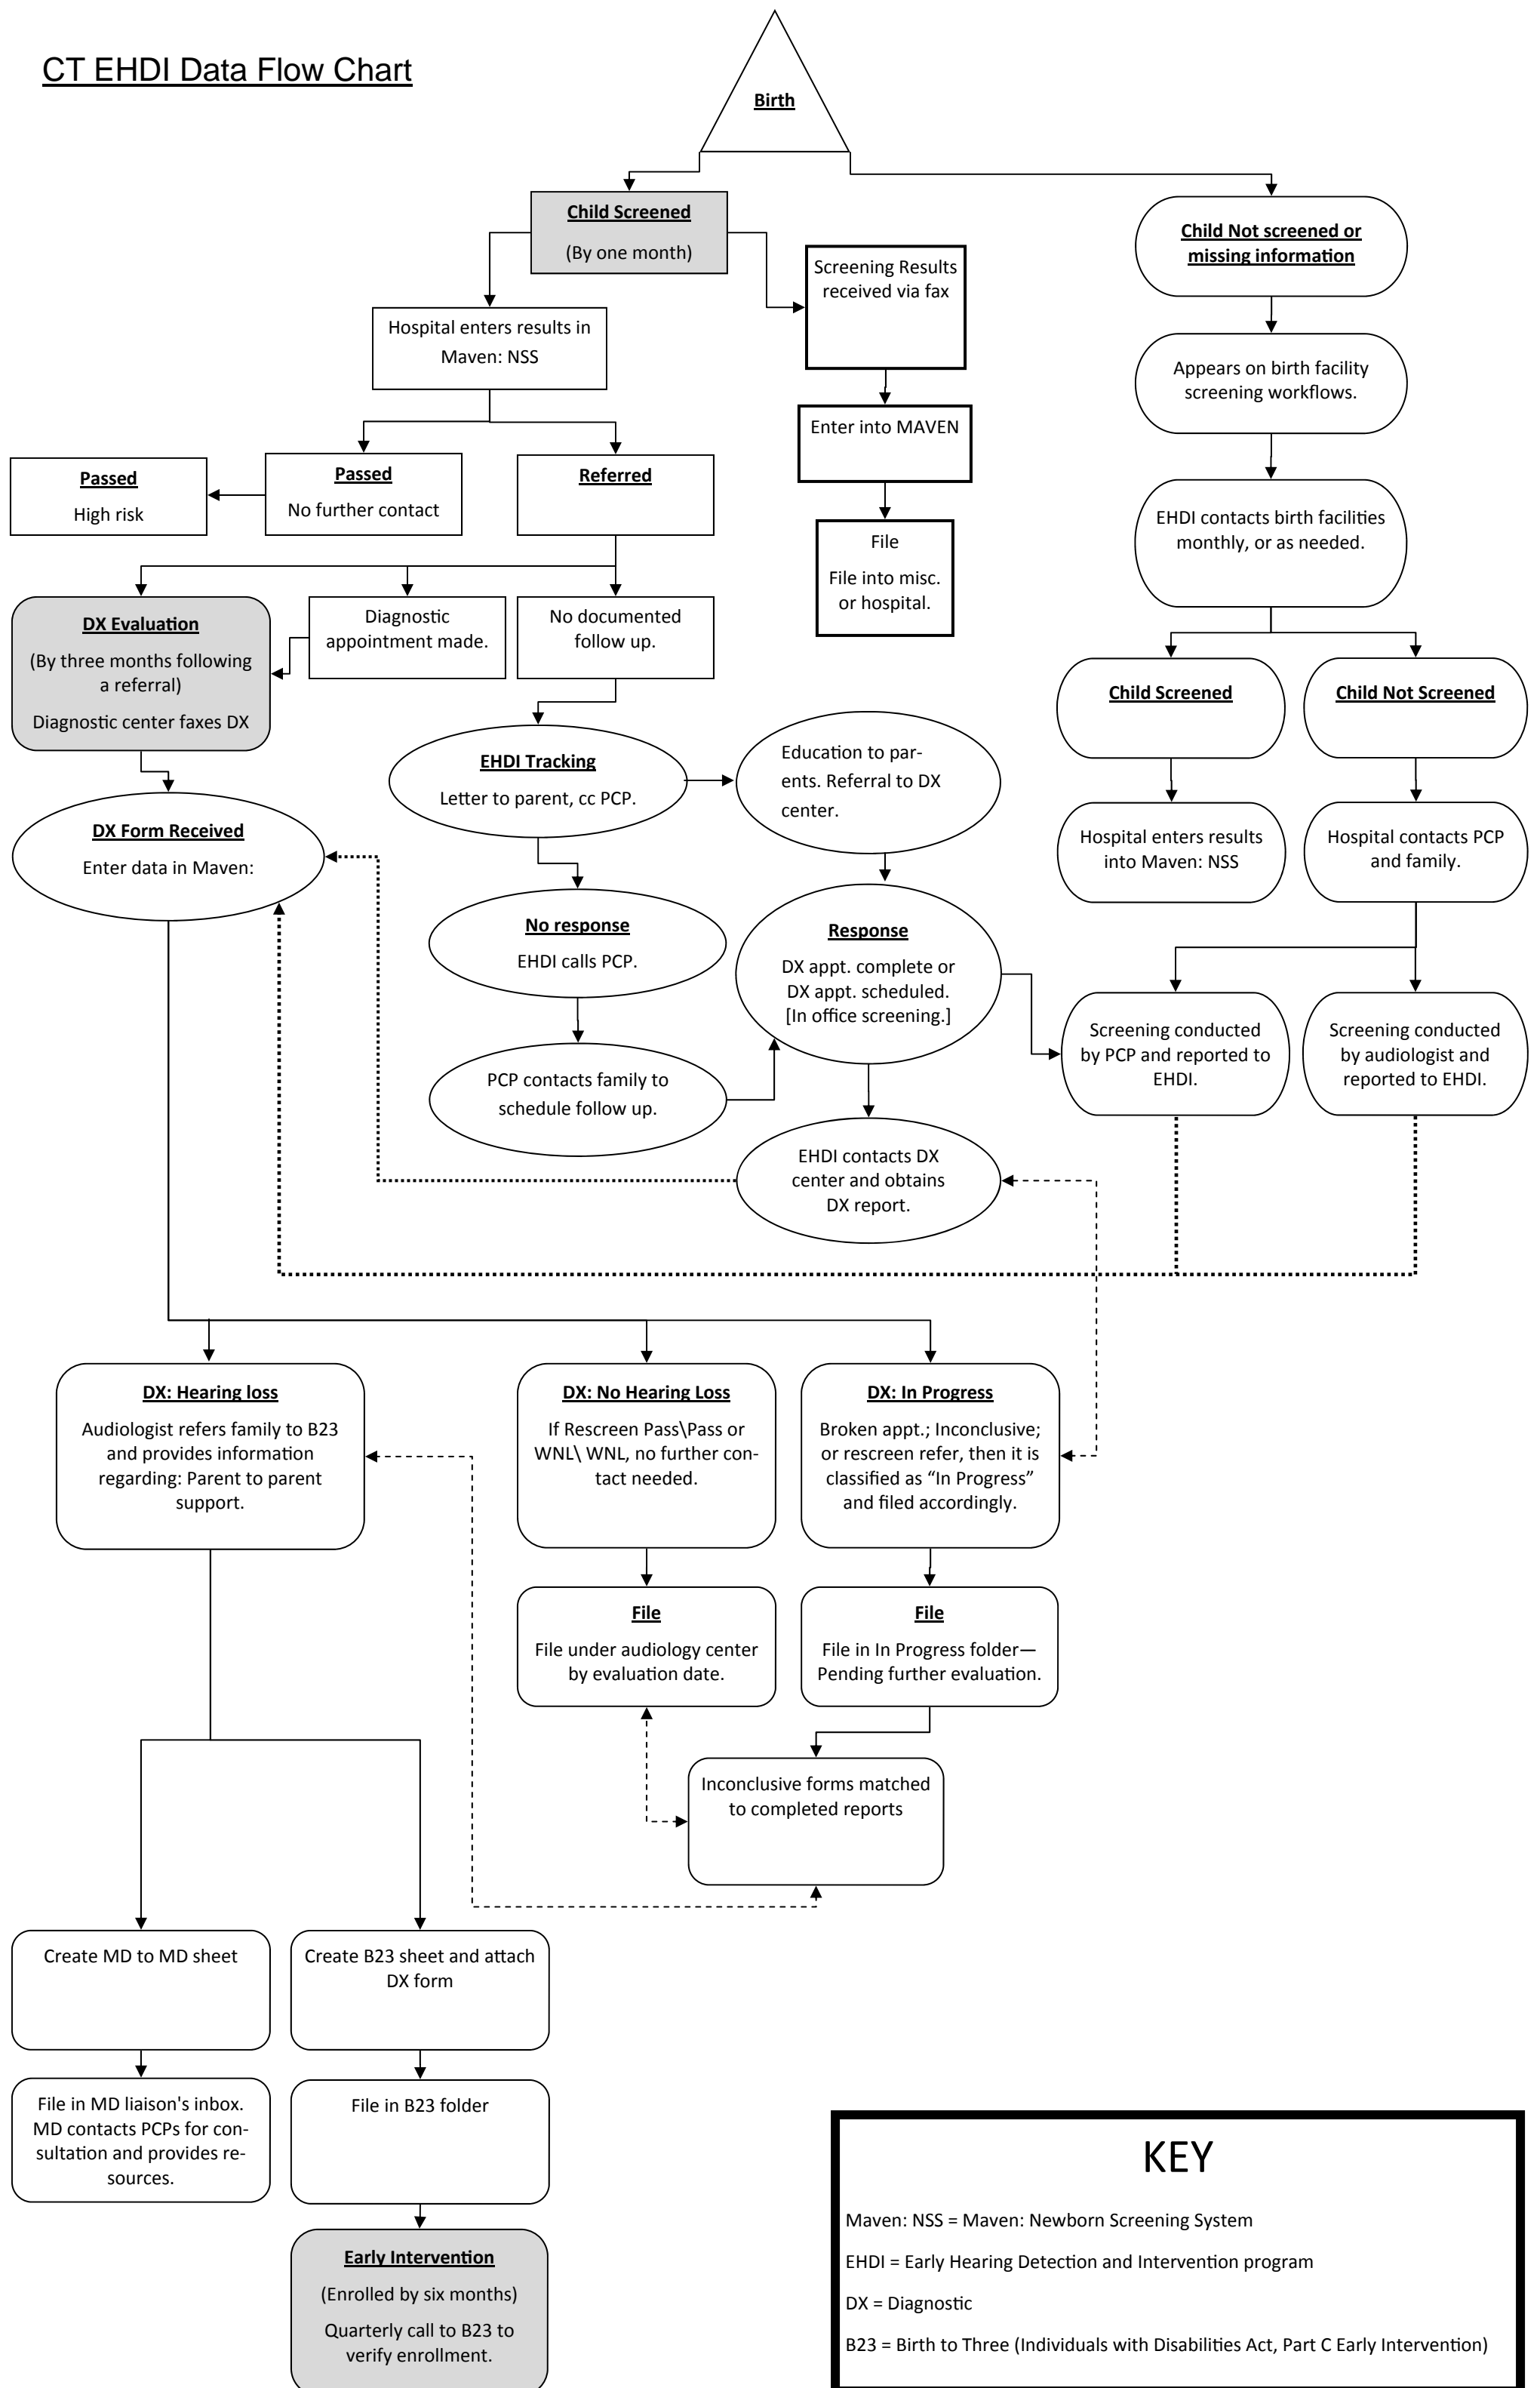 CT EHDI Data Flow Chart
Birth
Child Screened
(By one month)
Child Not screened or
missing information
Screening Results
received via fax
Hospital enters results in
Maven: NSS
Appears on birth facility
screening workflows.
Enter into MAVEN
Passed
High risk
Passed
No further contact
Referred
EHDI contacts birth facilities
monthly, or as needed.
File
File into misc.
or hospital.
DX Evaluation
(By three months following
a referral)
Diagnostic center faxes DX
Diagnostic
appointment made.
No documented
follow up.
Child Screened
Child Not Screened
EHDI Tracking
Letter to parent, cc PCP.
Education to par-
ents. Referral to DX
center.
DX Form Received
Enter data in Maven:
Hospital enters results
into Maven: NSS
Hospital contacts PCP
and family.
No response
EHDI calls PCP.
Response
DX appt. complete or
DX appt. scheduled.
[In office screening.]
Screening conducted
by PCP and reported to
EHDI.
Screening conducted
by audiologist and
reported to EHDI.
PCP contacts family to
schedule follow up.
EHDI contacts DX
center and obtains
DX report.
DX: Hearing loss
Audiologist refers family to B23
and provides information
regarding: Parent to parent
support.
DX: No Hearing Loss
If Rescreen Pass\Pass or
WNL\ WNL, no further con-
tact needed.
DX: In Progress
Broken appt.; Inconclusive;
or rescreen refer, then it is
classified as “In Progress”
and filed accordingly.
File
File under audiology center
by evaluation date.
File
File in In Progress folder—
Pending further evaluation.
Inconclusive forms matched
to completed reports
Create MD to MD sheet
Create B23 sheet and attach
DX form
File in MD liaison's inbox.
MD contacts PCPs for con-
sultation and provides re-
sources.
File in B23 folder
Early Intervention
(Enrolled by six months)
Quarterly call to B23 to
verify enrollment.
KEY
Maven: NSS = Maven: Newborn Screening System
EHDI = Early Hearing Detection and Intervention program
DX = Diagnostic
B23 = Birth to Three (Individuals with Disabilities Act, Part C Early Intervention)